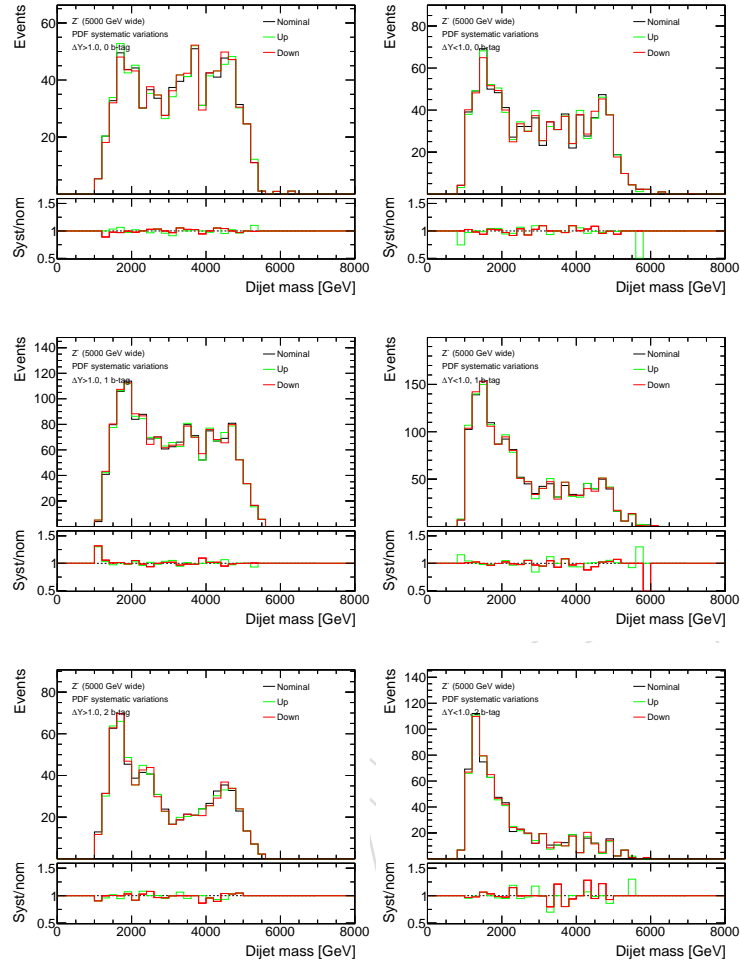 Events
60
40
20
Z` (5000 GeV wide)
PDF systematic variations
ΔY>1.0, 0 b-tag
Nominal
Up
Down
Syst/nom
1.5
1
0.5
0 2000 4000 6000 8000
Dijet mass [GeV]
Events
80
60
40
20
Z` (5000 GeV wide)
PDF systematic variations
ΔY<1.0, 0 b-tag
Nominal
Up
Down
Syst/nom
1.5
1
0.5
0 2000 4000 6000 8000
Dijet mass [GeV]
Events
140
120
100
80
60
40
20
Z` (5000 GeV wide)
PDF systematic variations
ΔY>1.0, 1 b-tag
Nominal
Up
Down
Syst/nom
1.5
1
0.5
0 2000 4000 6000 8000
Dijet mass [GeV]
Events
150
100
50
Z` (5000 GeV wide)
PDF systematic variations
ΔY<1.0, 1 b-tag
Nominal
Up
Down
Syst/nom
1.5
1
0.5
0 2000 4000 6000 8000
Dijet mass [GeV]
Events
80
60
40
20
Z` (5000 GeV wide)
PDF systematic variations
ΔY>1.0, 2 b-tag
Nominal
Up
Down
Syst/nom
1.5
1
0.5
0 2000 4000 6000 8000
Dijet mass [GeV]
Events
140
120
100
80
60
40
20
Z` (5000 GeV wide)
PDF systematic variations
ΔY<1.0, 2 b-tag
Nominal
Up
Down
Syst/nom
1.5
1
0.5
0 2000 4000 6000 8000
Dijet mass [GeV]